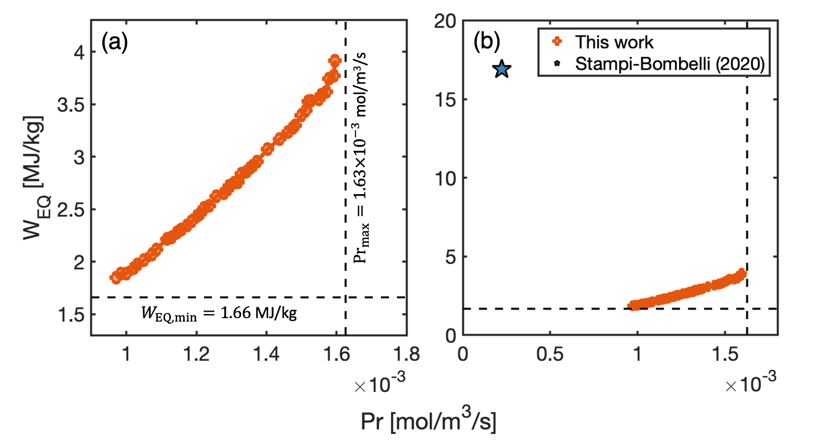 (a)
4
3.5
3
2.5
2
1.5
W_EQ [MJ/kg]
Pr_max = 1.63×10⁻³ mol/m³/s
W_EQ,min = 1.66 MJ/kg
1
1.2
1.4
1.6
1.8
×10⁻³
(b)
This work
Stampi-Bombelli (2020)
20
15
10
5
0
0
0.5
1
1.5
×10⁻³
Pr [mol/m³/s]